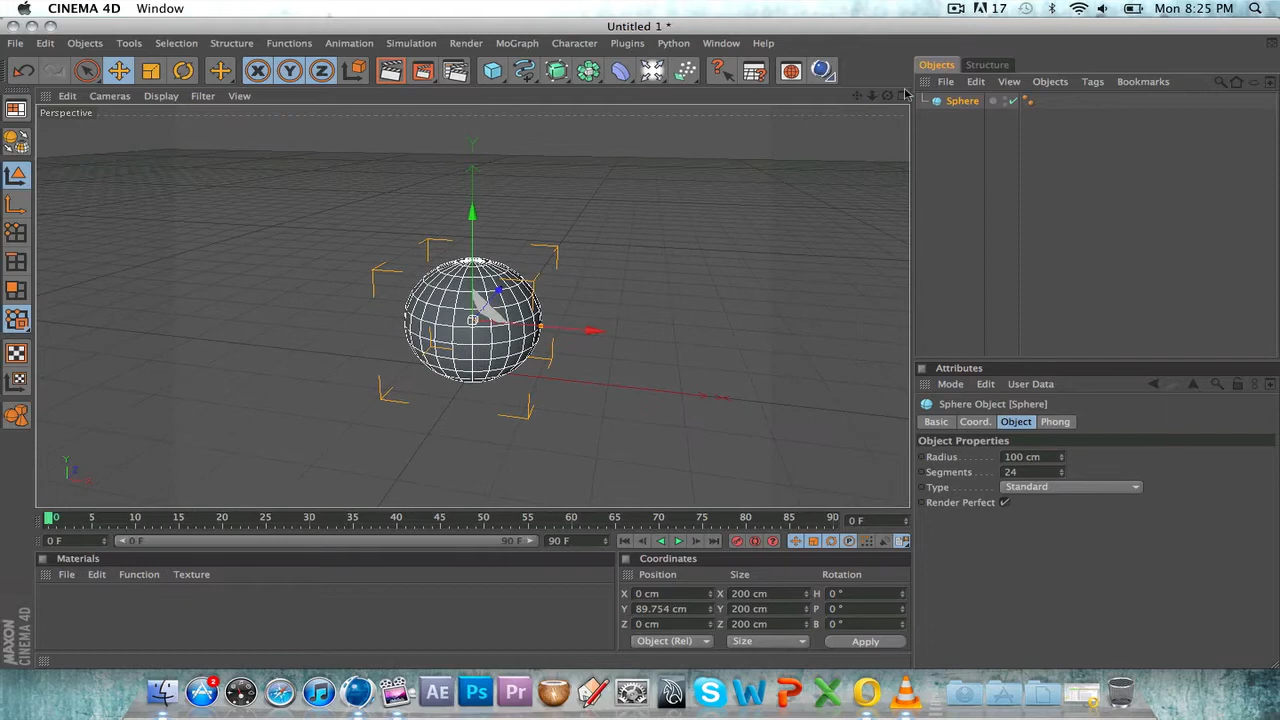 CINEMA 4D Window 17 Mon 8:25 PM
Untitled 1 *
File Edit Objects Tools Selection Structure Functions Animation Simulation Render MoGraph Character Plugins Python Window Help
X Y Z
Objects Structure
File Edit View Objects Tags Bookmarks
Sphere
Edit Cameras Display Filter View
Perspective
Y
Y
Z
X
Attributes
Mode Edit User Data
Sphere Object [Sphere]
Basic Coord. Object Phong
Object Properties
Radius 100 cm
Segments 24
Type Standard
Render Perfect
0 5 10 15 20 25 30 35 40 45 50 55 60 65 70 75 80 85 90 0 F
0 F 0 F 90 F 90 F
Materials
File Edit Function Texture
Coordinates
Position Size Rotation
X 0 cm X 200 cm H 0 °
Y 89.754 cm Y 200 cm P 0 °
Z 0 cm Z 200 cm B 0 °
Object (Rel) Size Apply
MAXON
CINEMA 4D
2 AE Ps Pr